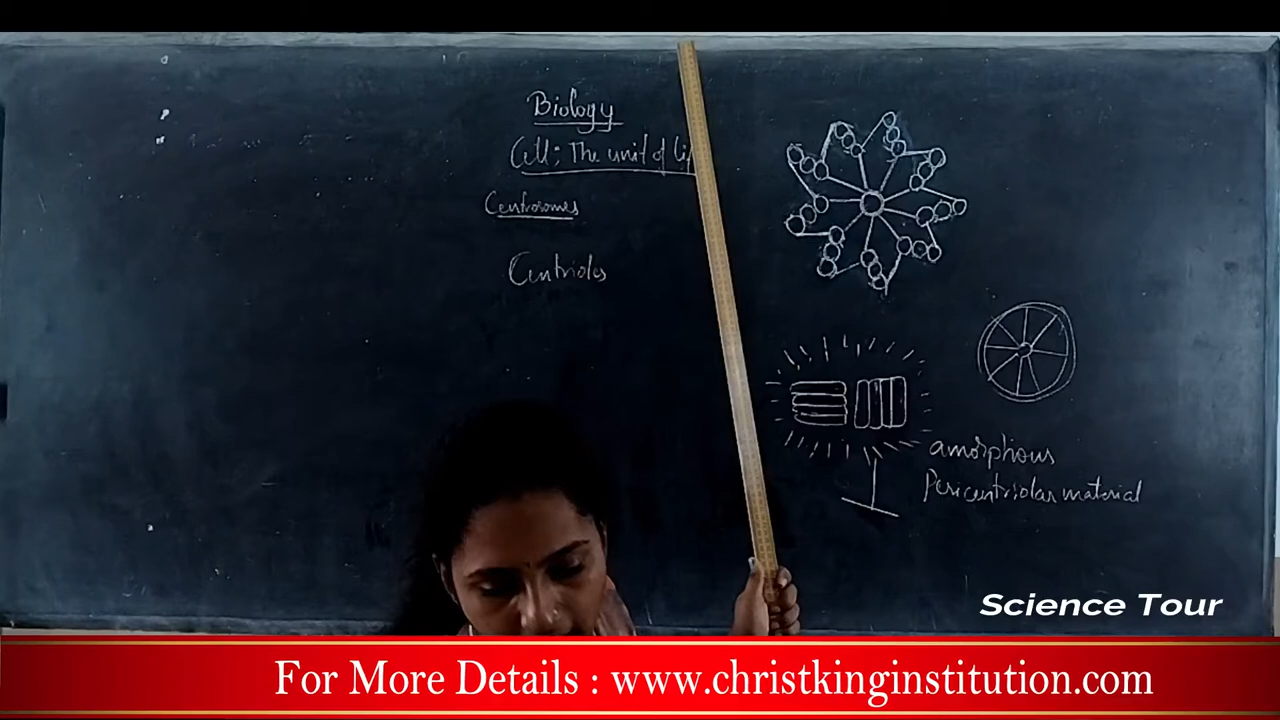 Biology
Cell; The unit of lif
Centrosomes
Centrioles
amorphous
Pericentriolar material
Science Tour
For More Details : www.christkinginstitution.com